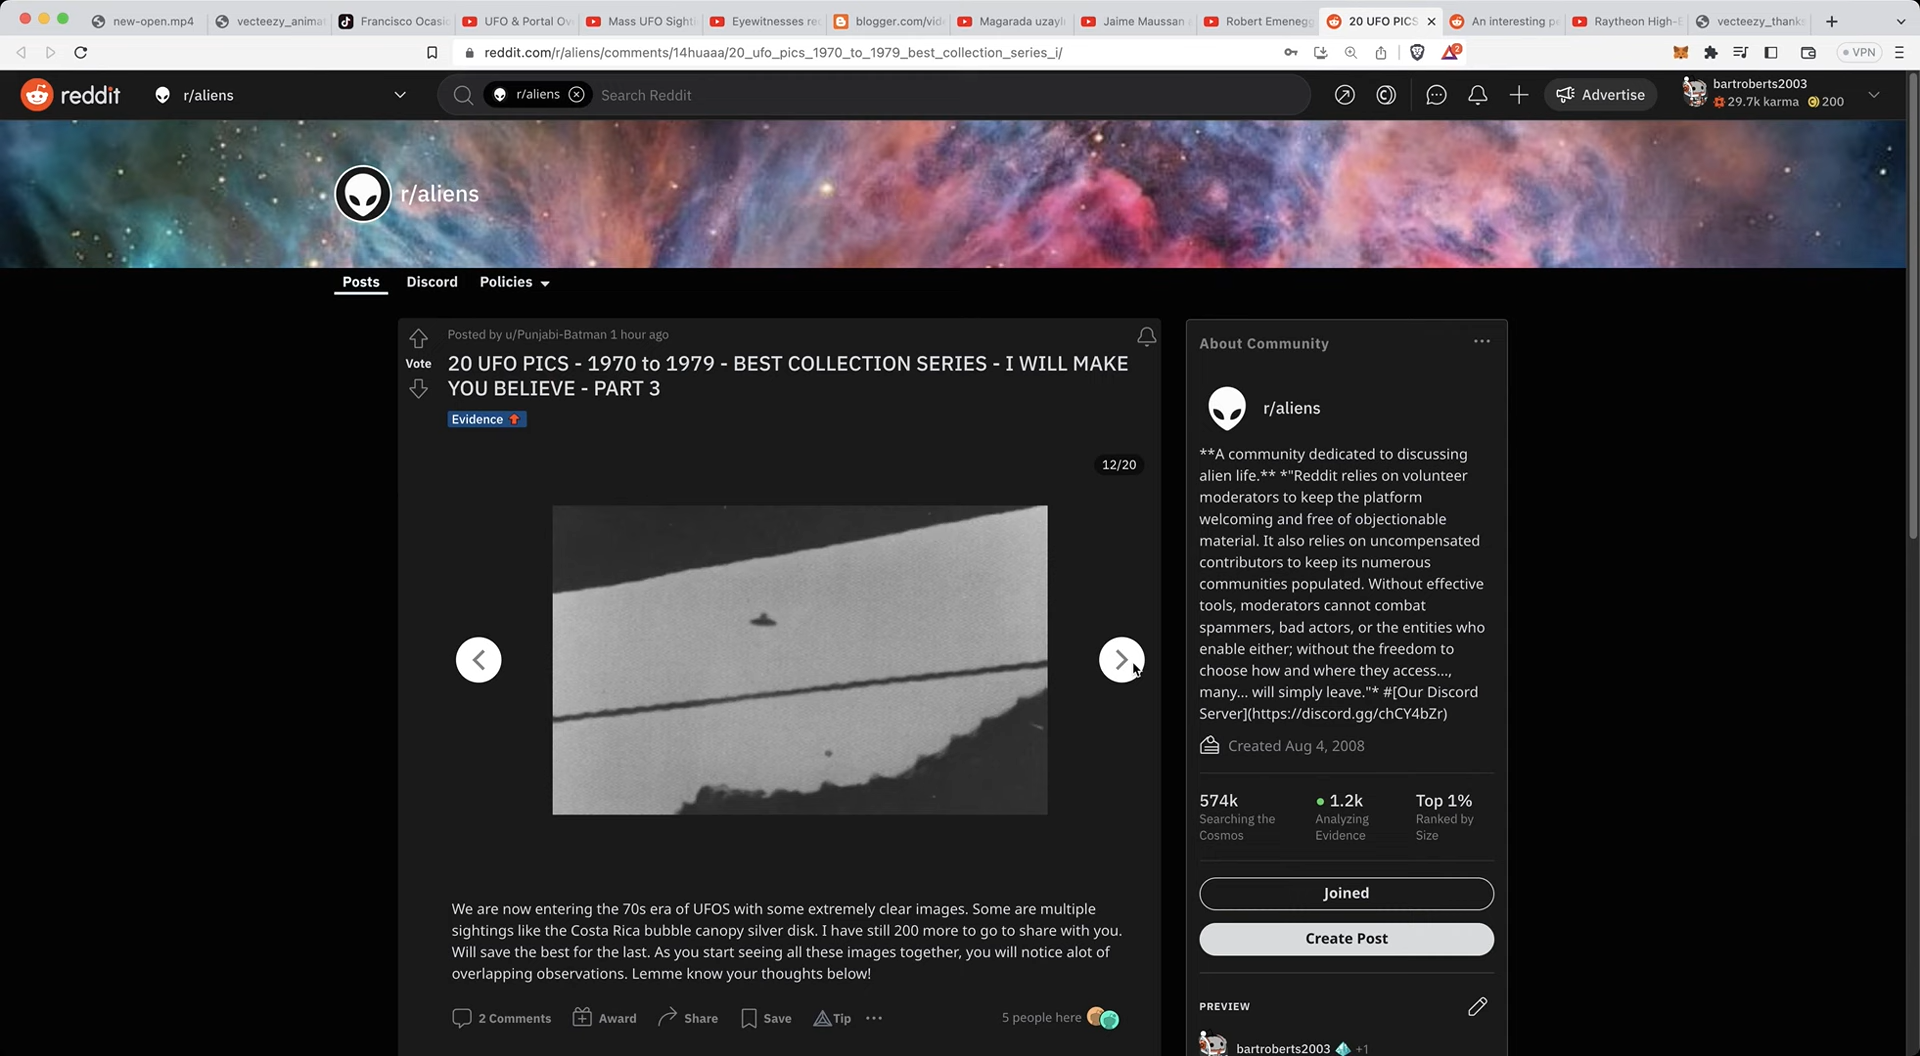 new-open.mp4
vecteezy_animat
Francisco Ocasio
UFO & Portal Ov
Mass UFO Sighti
Eyewitnesses re
blogger.com/vide
Magarada uzayl
Jaime Maussan
Robert Emeneg
20 UFO PICS
An interesting pe
Raytheon High-E
vecteezy_thanks
reddit.com/r/aliens/comments/14huaaa/20_ufo_pics_1970_to_1979_best_collection_series_i/
2
VPN
reddit
r/aliens
r/aliens
Search Reddit
Advertise
bartroberts2003
29.7k karma
200
r/aliens
Posts
Discord
Policies
Posted by u/Punjabi-Batman 1 hour ago
Vote
20 UFO PICS - 1970 to 1979 - BEST COLLECTION SERIES - I WILL MAKE
YOU BELIEVE - PART 3
Evidence
12/20
We are now entering the 70s era of UFOS with some extremely clear images. Some are multiple
sightings like the Costa Rica bubble canopy silver disk. I have still 200 more to go to share with you.
Will save the best for the last. As you start seeing all these images together, you will notice alot of
overlapping observations. Lemme know your thoughts below!
2 Comments
Award
Share
Save
Tip
5 people here
About Community
r/aliens
**A community dedicated to discussing
alien life.** *"Reddit relies on volunteer
moderators to keep the platform
welcoming and free of objectionable
material. It also relies on uncompensated
contributors to keep its numerous
communities populated. Without effective
tools, moderators cannot combat
spammers, bad actors, or the entities who
enable either; without the freedom to
choose how and where they access...,
many... will simply leave."* #[Our Discord
Server](https://discord.gg/chCY4bZr)
Created Aug 4, 2008
574k
Searching the
Cosmos
1.2k
Analyzing
Evidence
Top 1%
Ranked by
Size
Joined
Create Post
PREVIEW
bartroberts2003 +1